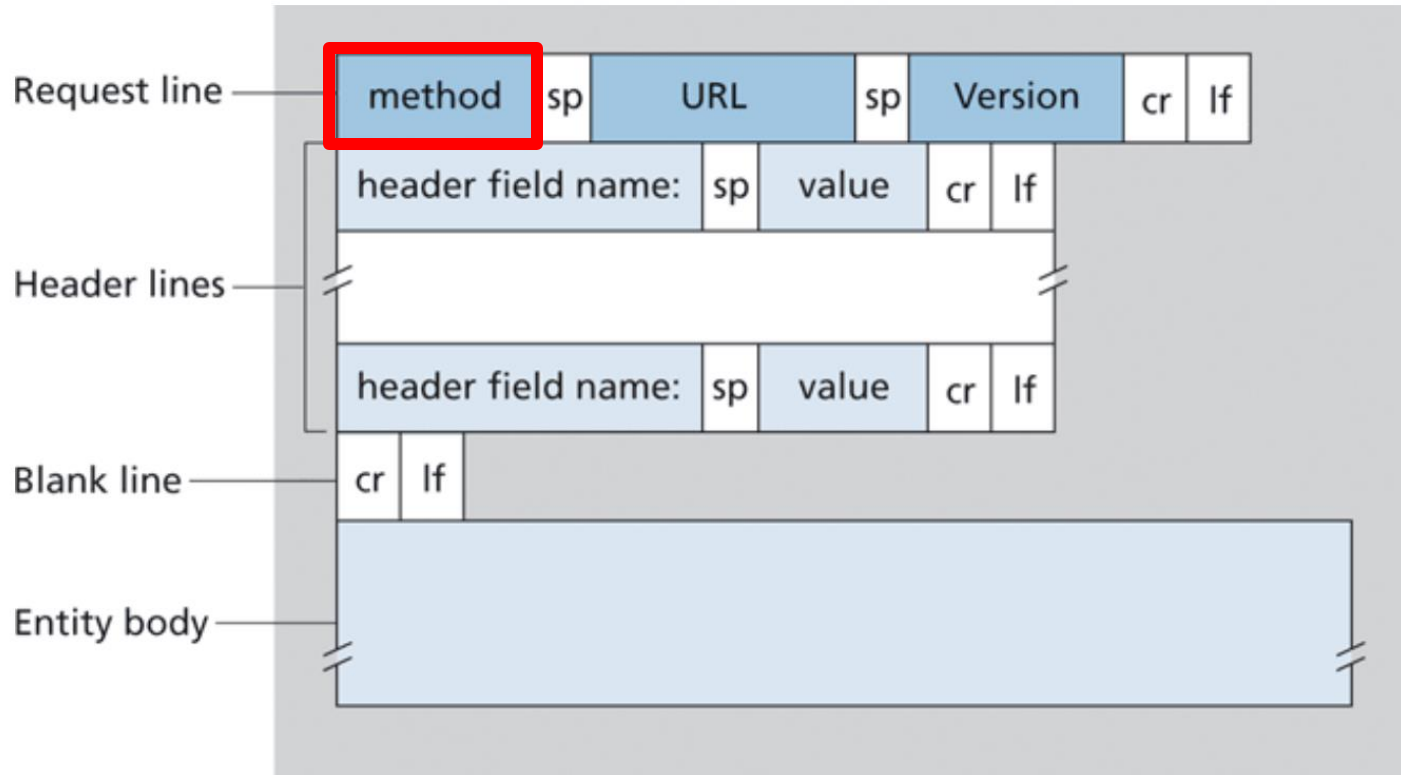 Request line method sp URL sp Version cr lf
header field name: sp value cr lf
Header lines
header field name: sp value cr lf
Blank line cr lf
Entity body